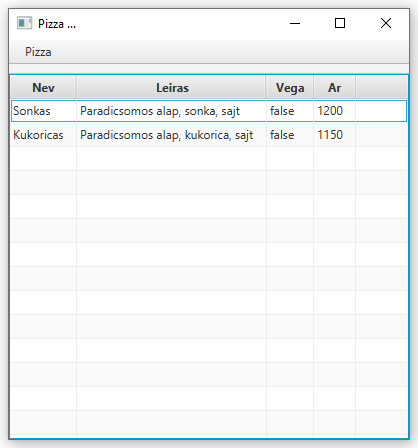 Pizza ...
Pizza
Nev Leiras Vega Ar
Sonkas Paradicsomos alap, sonka, sajt false 1200
Kukoricas Paradicsomos alap, kukorica, sajt false 1150